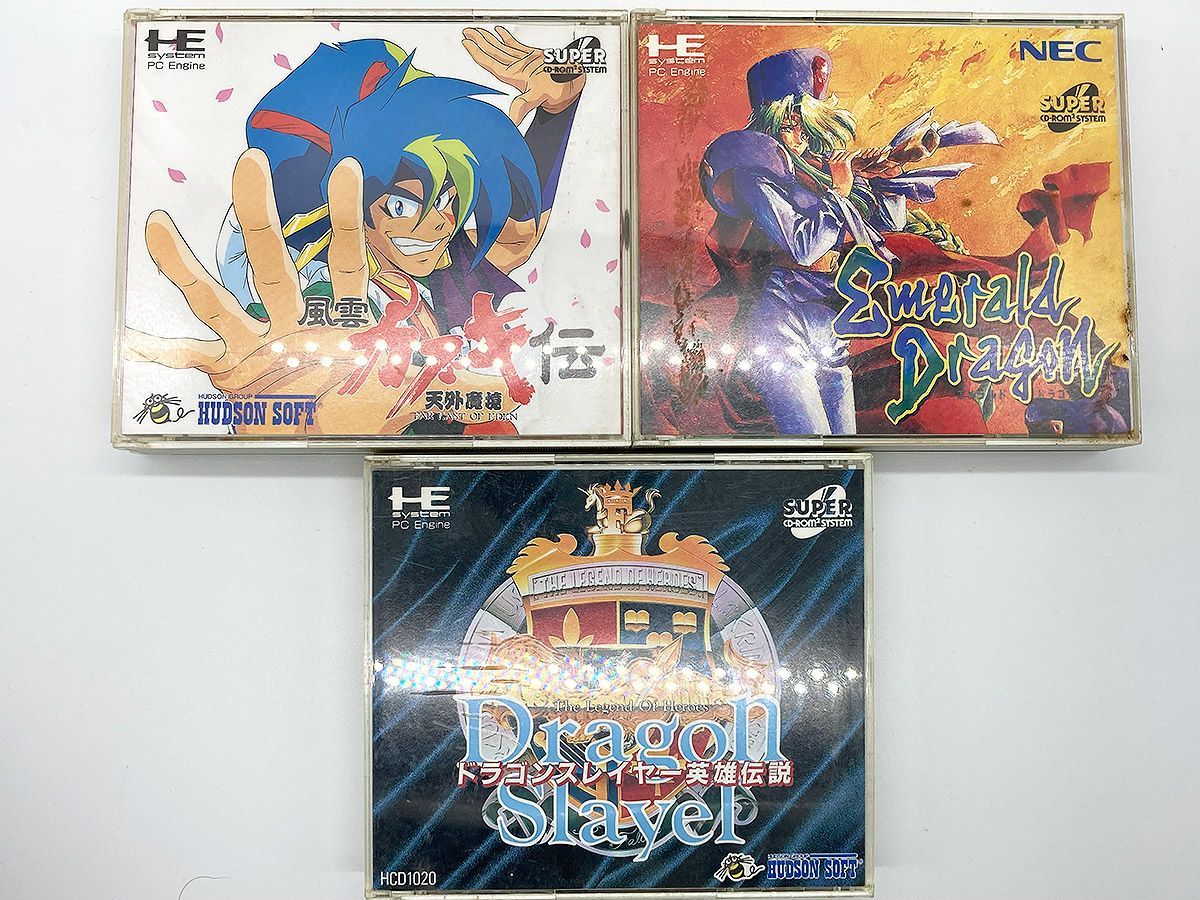 HE
system
PC Engine
SUPER
CD-ROM² SYSTEM
風雲
カブキ伝
天外魔境
FAR EAST OF EDEN
HUDSON GROUP
HUDSON SOFT®
HE
system
PC Engine
NEC
SUPER
CD-ROM² SYSTEM
Emerald
Dragon
HE
system
PC Engine
SUPER
CD-ROM² SYSTEM
THE LEGEND OF HEROES
The Legend Of Heroes
Dragon
ドラゴンスレイヤー英雄伝説
Slayer
HCD1020
HUDSON GROUP
HUDSON SOFT®